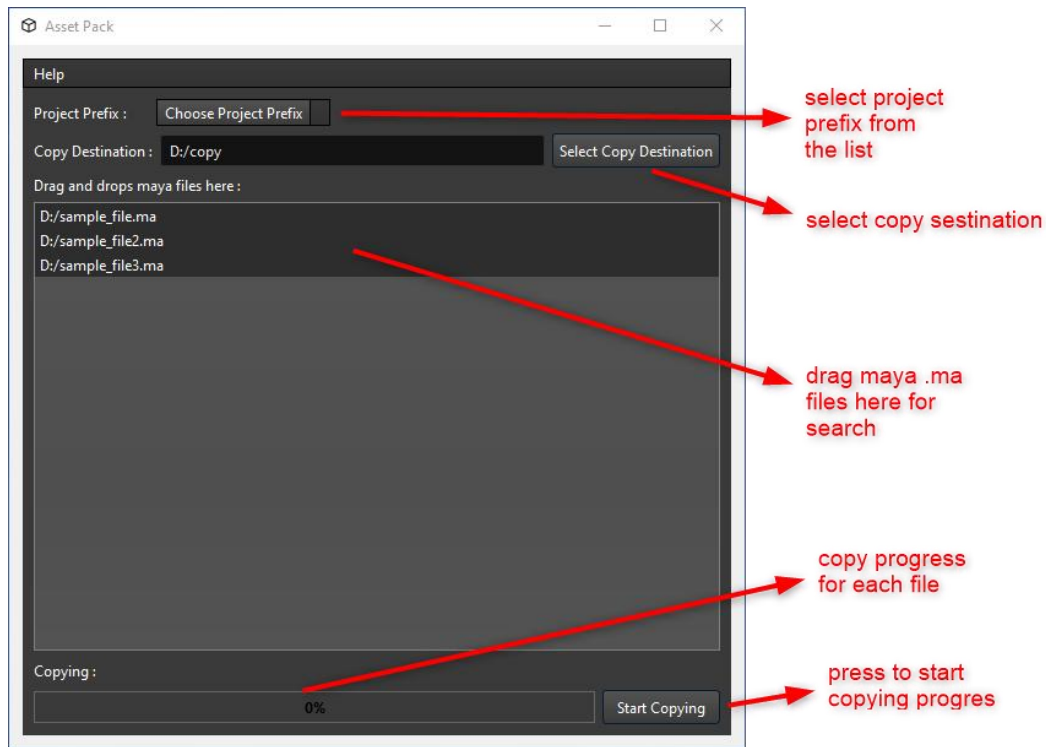 Asset Pack
Help
Project Prefix :
Choose Project Prefix
select project
prefix from
the list
Copy Destination :
D:/copy
Select Copy Destination
select copy sestination
Drag and drops maya files here :
D:/sample_file.ma
D:/sample_file2.ma
D:/sample_file3.ma
drag maya .ma
files here for
search
copy progress
for each file
Copying :
0%
Start Copying
press to start
copying progres